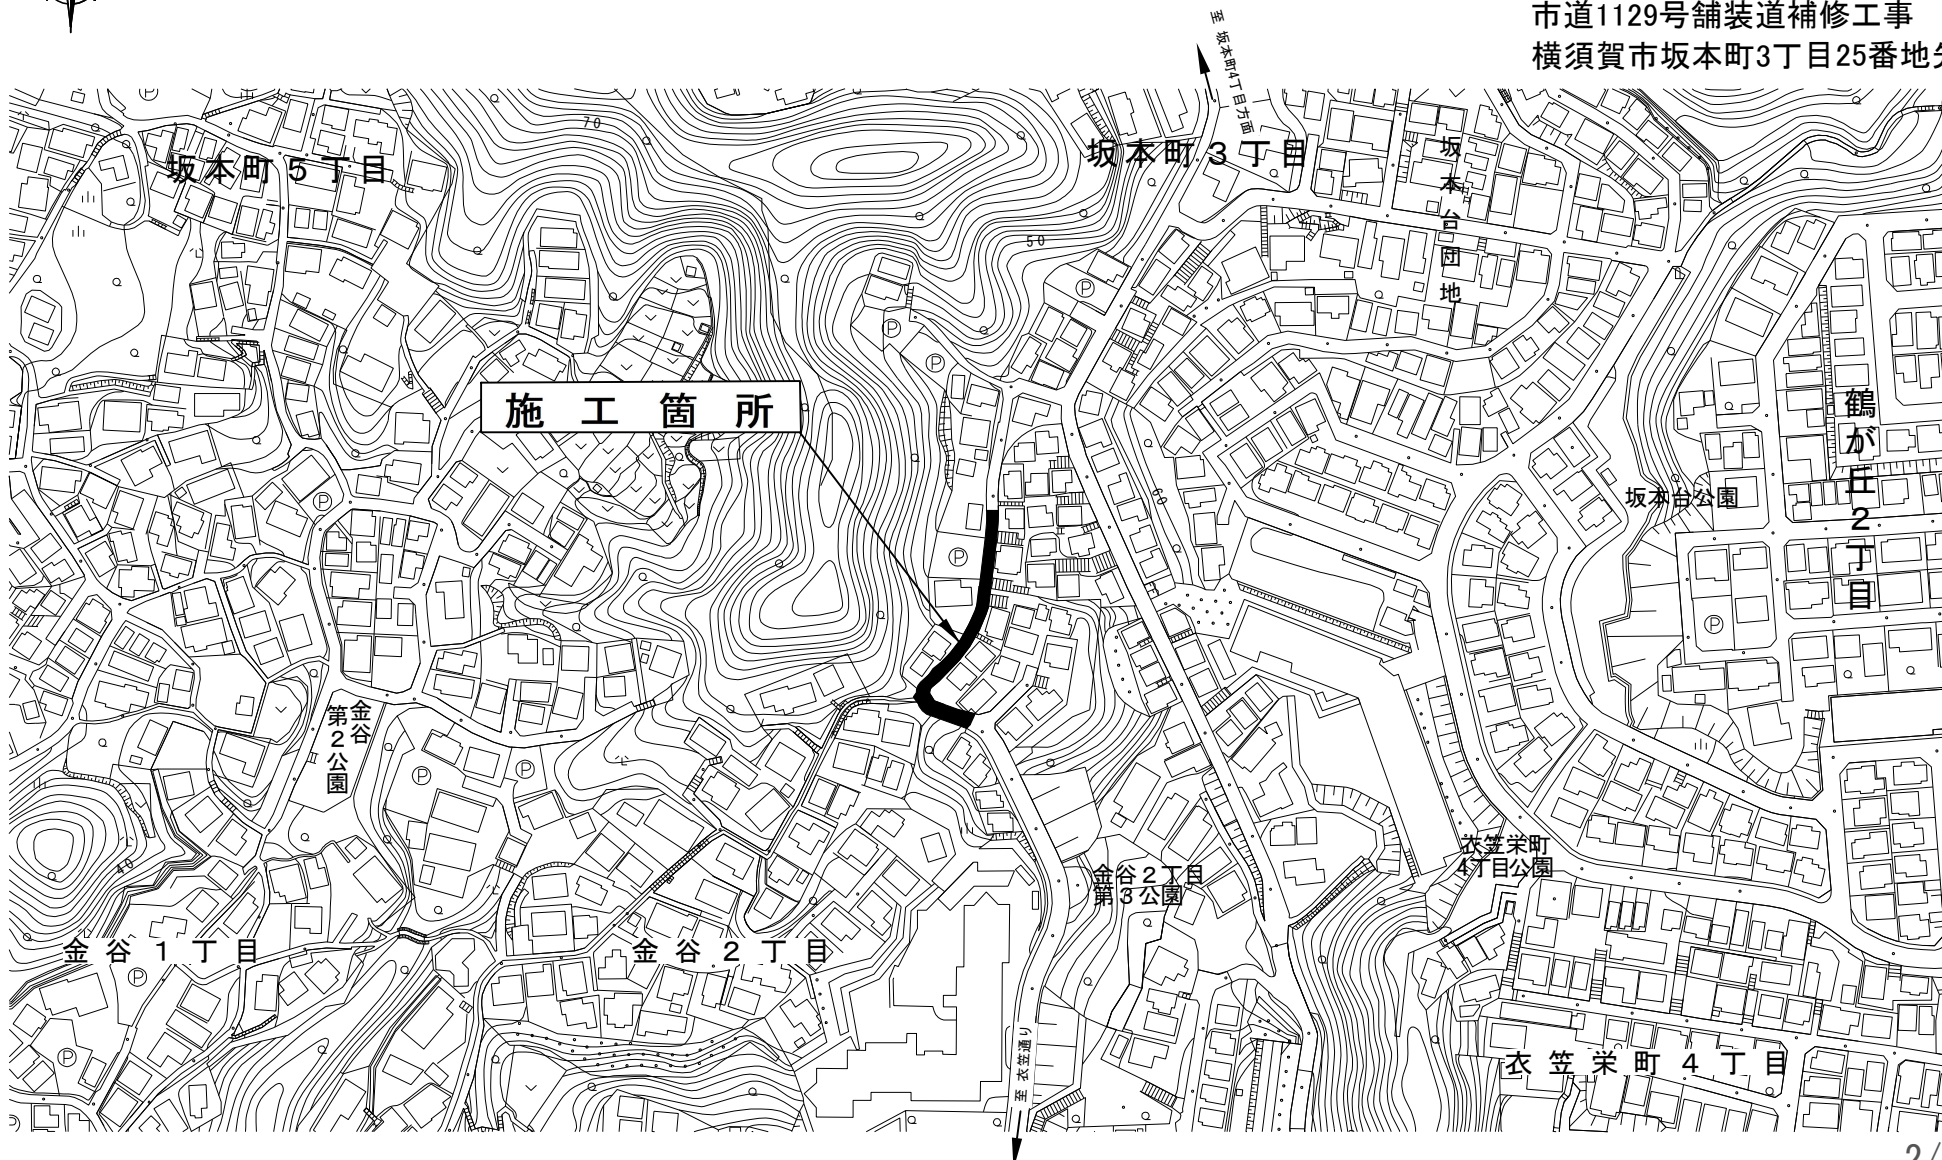 市道1129号舗装道補修工事
横須賀市坂本町3丁目25番地先
至 坂本町4丁目方面
坂本町5丁目
坂本町3丁目
坂本台団地
70
50
施工箇所
鶴が丘2丁目
坂本台公園
60
金谷
第2公園
衣笠栄町
4丁目公園
金谷2丁目
第3公園
40
金谷1丁目
金谷2丁目
衣笠栄町4丁目
至 衣笠通り
P
P
P
P
P
P
P
P
P
P
P
2/